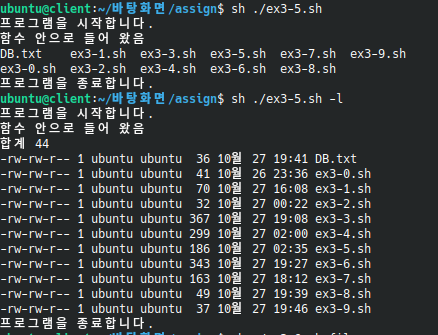 ubuntu@client:~/바탕화면/assign$ sh ./ex3-5.sh
프로그램을 시작합니다.
함수 안으로 들어 왔음
DB.txt    ex3-1.sh  ex3-3.sh  ex3-5.sh  ex3-7.sh  ex3-9.sh
ex3-0.sh  ex3-2.sh  ex3-4.sh  ex3-6.sh  ex3-8.sh
프로그램을 종료합니다.
ubuntu@client:~/바탕화면/assign$ sh ./ex3-5.sh -l
프로그램을 시작합니다.
함수 안으로 들어 왔음
합계 44
-rw-rw-r-- 1 ubuntu ubuntu  36 10월 27 19:41 DB.txt
-rw-rw-r-- 1 ubuntu ubuntu  41 10월 26 23:36 ex3-0.sh
-rw-rw-r-- 1 ubuntu ubuntu  70 10월 27 16:08 ex3-1.sh
-rw-rw-r-- 1 ubuntu ubuntu  32 10월 27 00:22 ex3-2.sh
-rw-rw-r-- 1 ubuntu ubuntu 367 10월 27 19:08 ex3-3.sh
-rw-rw-r-- 1 ubuntu ubuntu 299 10월 27 02:00 ex3-4.sh
-rw-rw-r-- 1 ubuntu ubuntu 186 10월 27 02:35 ex3-5.sh
-rw-rw-r-- 1 ubuntu ubuntu 343 10월 27 19:27 ex3-6.sh
-rw-rw-r-- 1 ubuntu ubuntu 163 10월 27 18:12 ex3-7.sh
-rw-rw-r-- 1 ubuntu ubuntu  49 10월 27 19:39 ex3-8.sh
-rw-rw-r-- 1 ubuntu ubuntu  37 10월 27 19:46 ex3-9.sh
프로그램을 종료합니다.